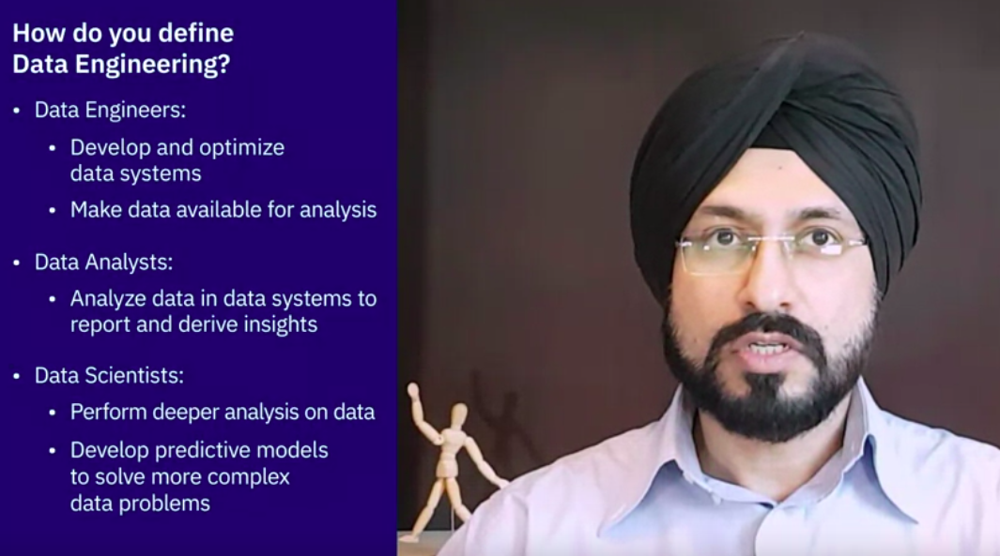 How do you define
Data Engineering?
• Data Engineers:
• Develop and optimize
data systems
• Make data available for analysis
• Data Analysts:
• Analyze data in data systems to
report and derive insights
• Data Scientists:
• Perform deeper analysis on data
• Develop predictive models
to solve more complex
data problems